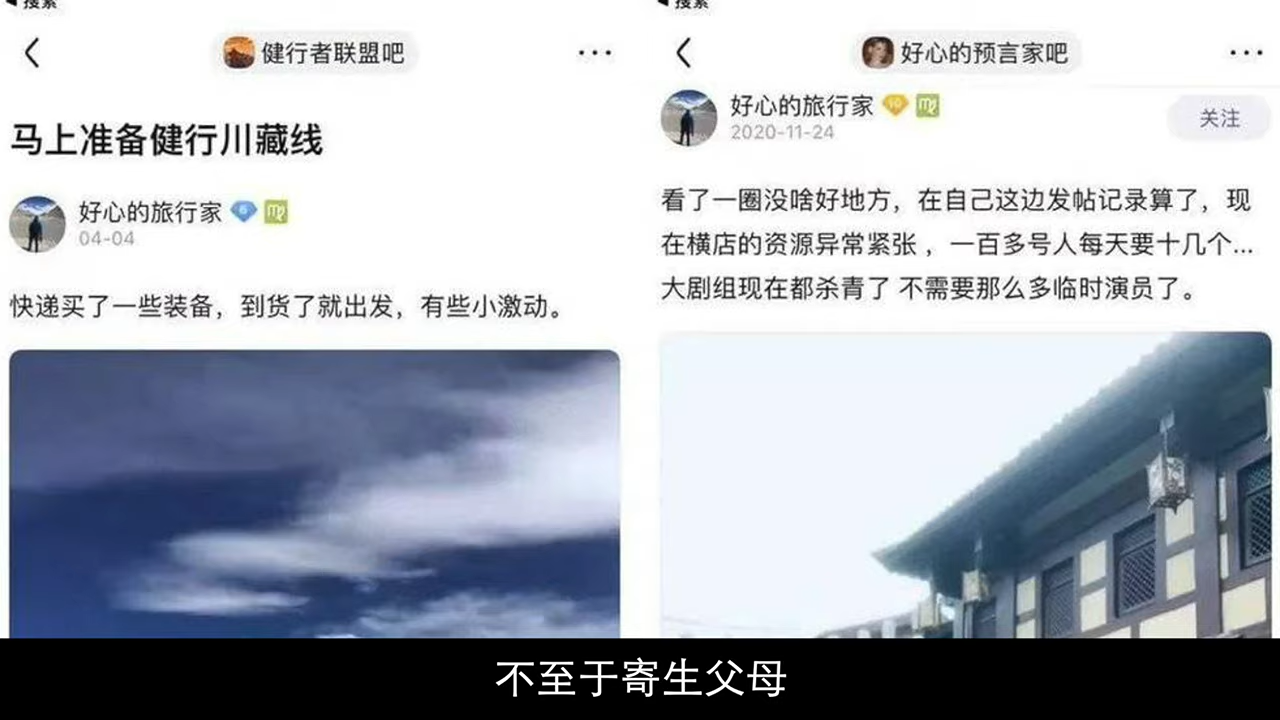 搜索
健行者联盟吧
马上准备健行川藏线
好心的旅行家 6
04-04
快递买了一些装备，到货了就出发，有些小激动。
搜索
好心的预言家吧
好心的旅行家 10
2020-11-24
关注
看了一圈没啥好地方，在自己这边发帖记录算了，现
在横店的资源异常紧张 ，一百多号人每天要十几个...
大剧组现在都杀青了 不需要那么多临时演员了。
不至于寄生父母